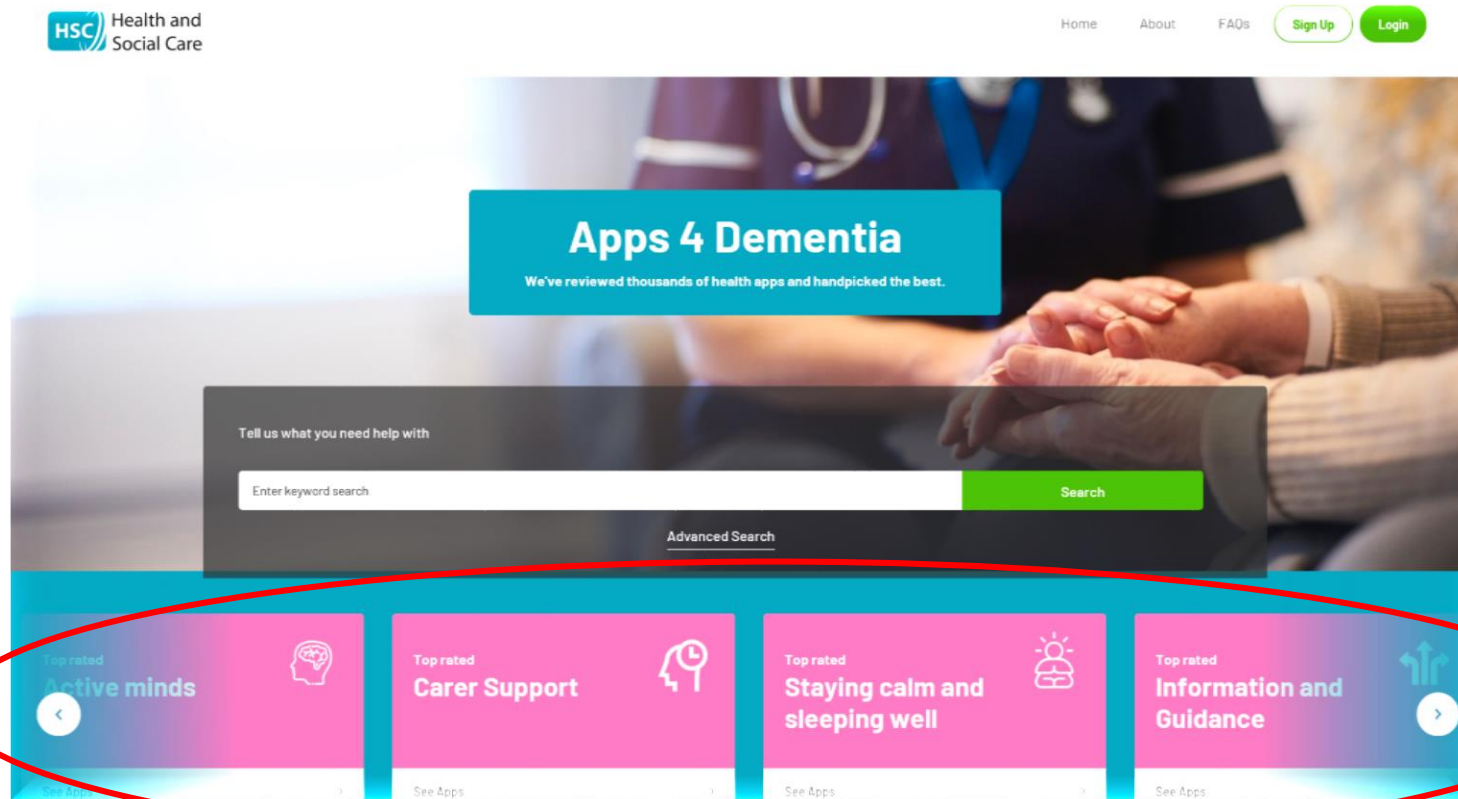 HSC Health and
Social Care
Home About FAQs Sign Up Login
Apps 4 Dementia
We've reviewed thousands of health apps and handpicked the best.
Tell us what you need help with
Enter keyword search Search
Advanced Search
Top rated
Active minds
Top rated
Carer Support
Top rated
Staying calm and
sleeping well
Top rated
Information and
Guidance
See Apps See Apps See Apps See Apps